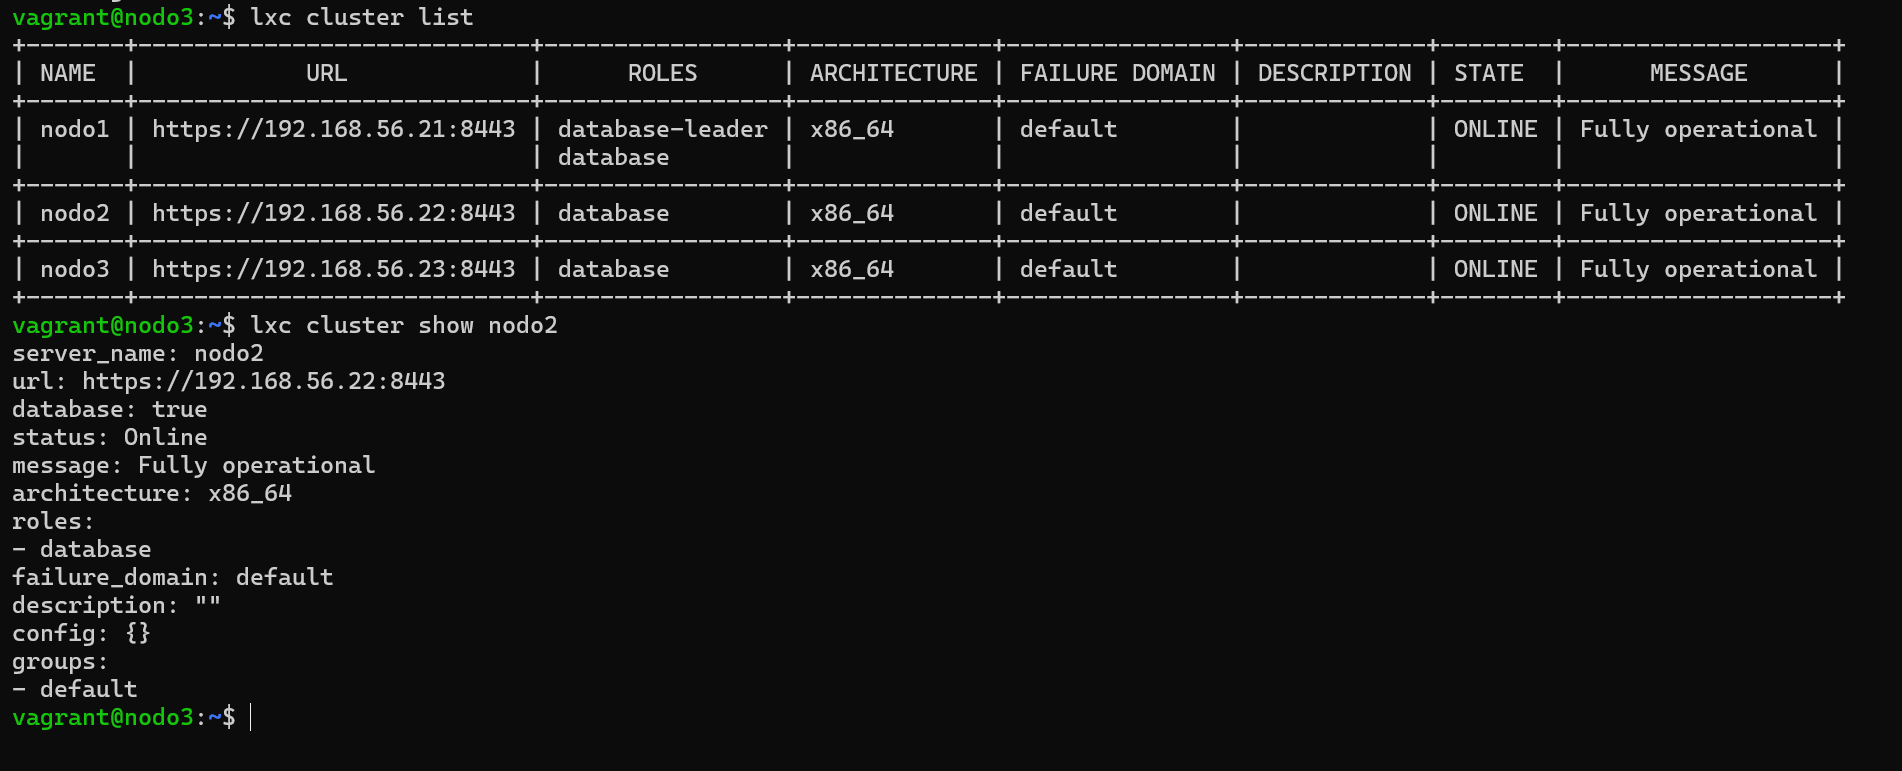 vagrant@nodo3:~$ lxc cluster list
+-------+----------------------------+-----------------+--------------+----------------+-------------+--------+-------------------+
| NAME  |            URL             |      ROLES      | ARCHITECTURE | FAILURE DOMAIN | DESCRIPTION | STATE  |      MESSAGE      |
+-------+----------------------------+-----------------+--------------+----------------+-------------+--------+-------------------+
| nodo1 | https://192.168.56.21:8443 | database-leader | x86_64       | default        |             | ONLINE | Fully operational |
|       |                            | database        |              |                |             |        |                   |
+-------+----------------------------+-----------------+--------------+----------------+-------------+--------+-------------------+
| nodo2 | https://192.168.56.22:8443 | database        | x86_64       | default        |             | ONLINE | Fully operational |
+-------+----------------------------+-----------------+--------------+----------------+-------------+--------+-------------------+
| nodo3 | https://192.168.56.23:8443 | database        | x86_64       | default        |             | ONLINE | Fully operational |
+-------+----------------------------+-----------------+--------------+----------------+-------------+--------+-------------------+
vagrant@nodo3:~$ lxc cluster show nodo2
server_name: nodo2
url: https://192.168.56.22:8443
database: true
status: Online
message: Fully operational
architecture: x86_64
roles:
- database
failure_domain: default
description: ""
config: {}
groups:
- default
vagrant@nodo3:~$